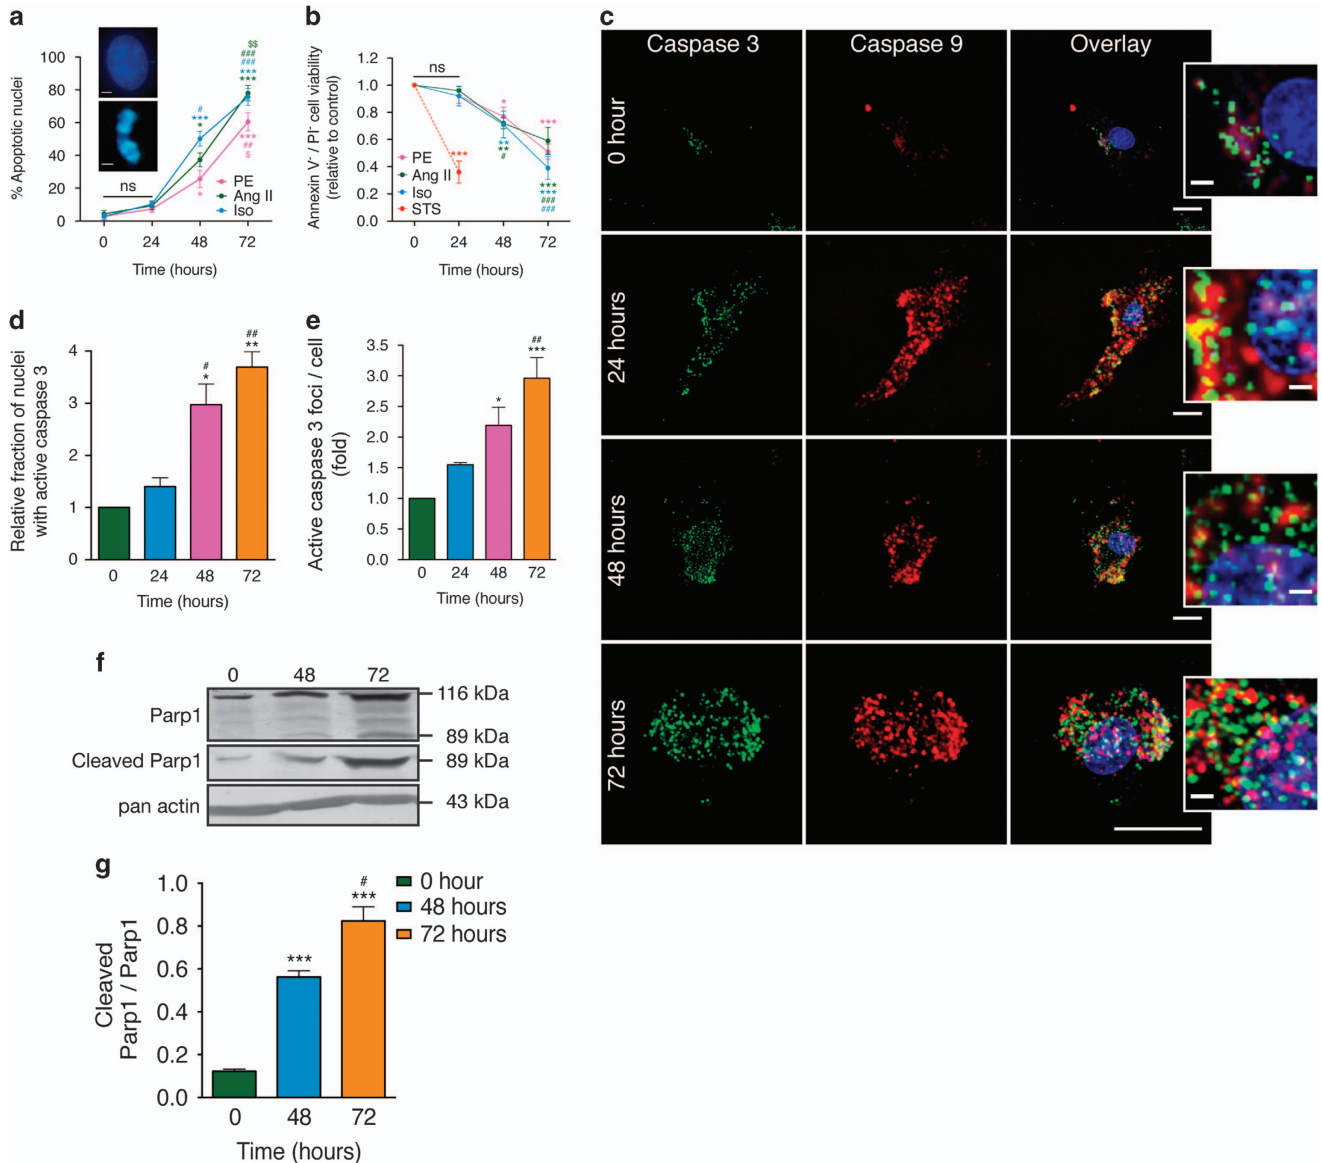 a
% Apoptotic nuclei
100
80
60
40
20
0
ns
#
***
*
*
$$
###
###
***
***
***
##
$
PE
Ang II
Iso
0 24 48 72
Time (hours)
b
Annexin V⁻ / PI⁻ cell viability
(relative to control)
1.2
1.0
0.8
0.6
0.4
0.2
0.0
ns
***
*
**
**
#
***
***
***
###
###
PE
Ang II
Iso
STS
0 24 48 72
Time (hours)
c
Caspase 3 Caspase 9 Overlay
0 hour
24 hours
48 hours
72 hours
d
Relative fraction of nuclei
with active caspase 3
4
3
2
1
0
#
*
##
**
0 24 48 72
Time (hours)
e
Active caspase 3 foci / cell
(fold)
3.5
3.0
2.5
2.0
1.5
1.0
0.5
0.0
*
##
***
0 24 48 72
Time (hours)
f
0 48 72
Parp1
116 kDa
89 kDa
Cleaved Parp1
89 kDa
pan actin
43 kDa
g
Cleaved
Parp1 / Parp1
1.0
0.8
0.6
0.4
0.2
0.0
***
#
***
0 hour
48 hours
72 hours
0 48 72
Time (hours)